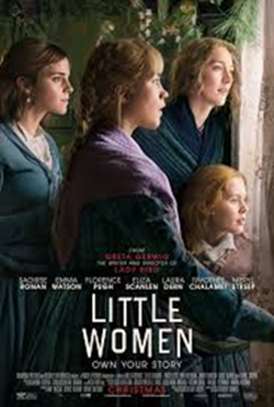 FROM
GRETA GERWIG
THE WRITER AND DIRECTOR OF
LADY BIRD
SAOIRSE EMMA FLORENCE ELIZA LAURA TIMOTHÉE MERYL
RONAN WATSON PUGH SCANLEN DERN CHALAMET STREEP
LITTLE
WOMEN
OWN YOUR STORY
CHRISTMAS